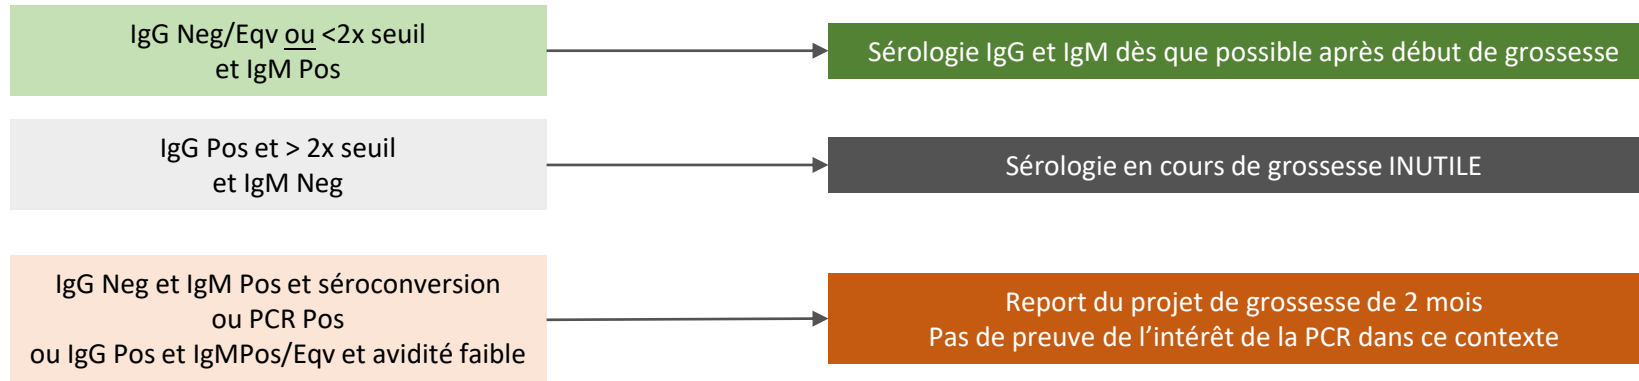 IgG Neg/Eqv ou <2x seuil
et IgM Pos
Sérologie IgG et IgM dès que possible après début de grossesse
IgG Pos et > 2x seuil
et IgM Neg
Sérologie en cours de grossesse INUTILE
IgG Neg et IgM Pos et séroconversion
ou PCR Pos
ou IgG Pos et IgMPos/Eqv et avidité faible
Report du projet de grossesse de 2 mois
Pas de preuve de l’intérêt de la PCR dans ce contexte